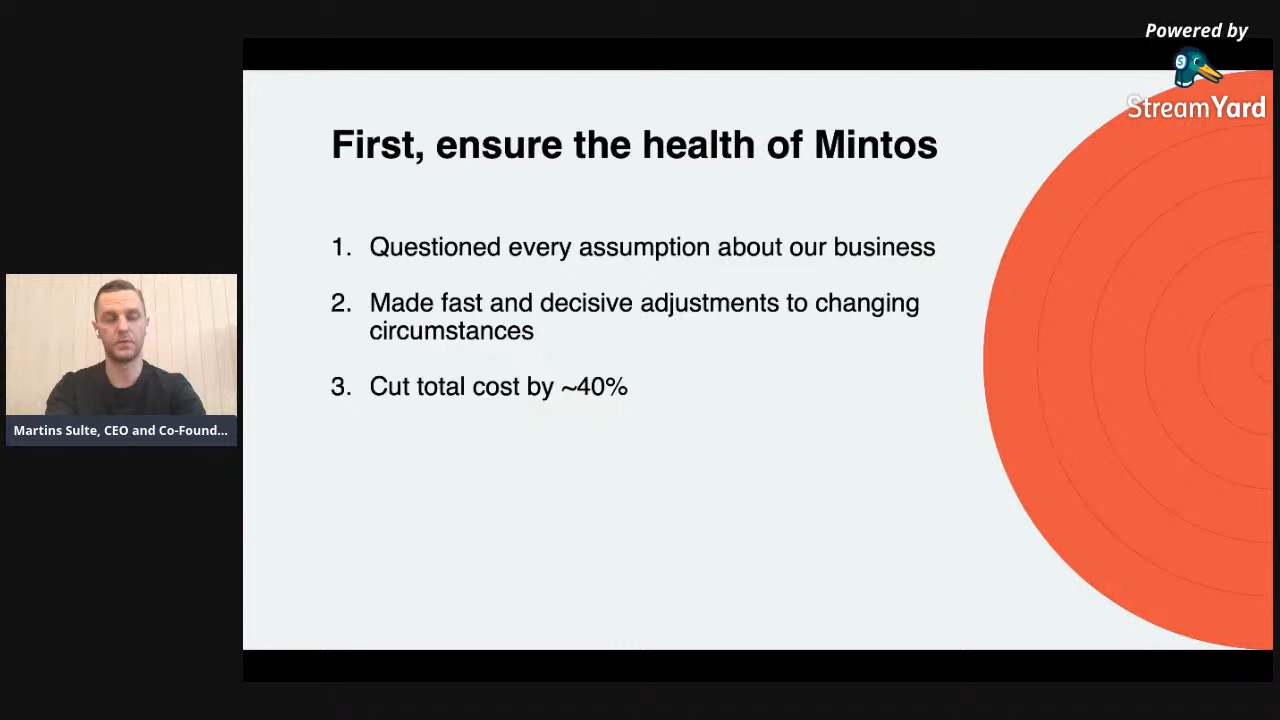 Powered by
StreamYard
First, ensure the health of Mintos
1. Questioned every assumption about our business
2. Made fast and decisive adjustments to changing
circumstances
3. Cut total cost by ~40%
Martins Sulte, CEO and Co-Found...